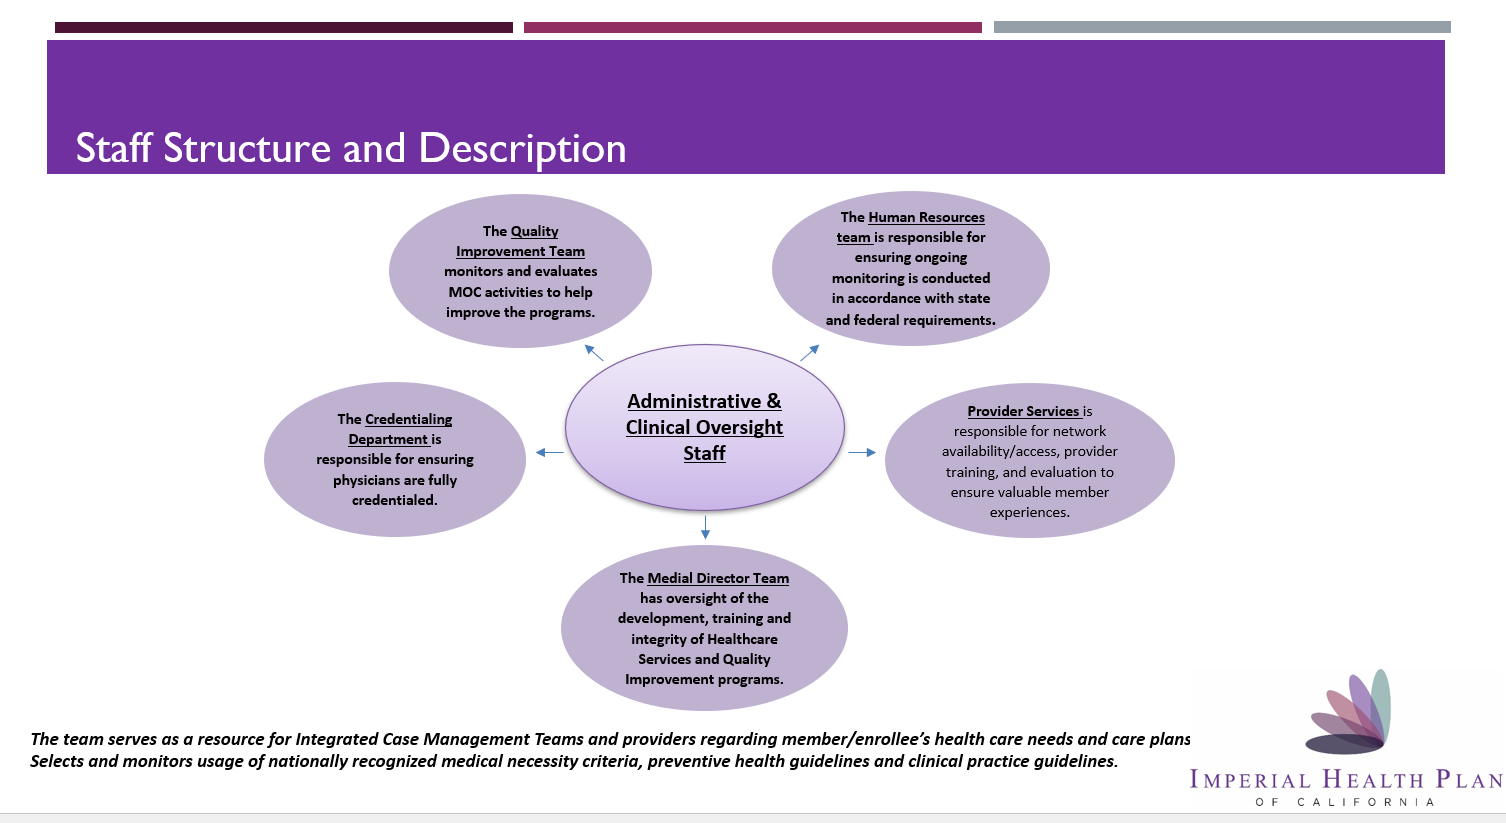 Staff Structure and Description
The Quality
Improvement Team
monitors and evaluates
MOC activities to help
improve the programs.
The Human Resources
team is responsible for
ensuring ongoing
monitoring is conducted
in accordance with state
and federal requirements.
Administrative &
Clinical Oversight
Staff
The Credentialing
Department is
responsible for ensuring
physicians are fully
credentialed.
Provider Services is
responsible for network
availability/access, provider
training, and evaluation to
ensure valuable member
experiences.
The Medial Director Team
has oversight of the
development, training and
integrity of Healthcare
Services and Quality
Improvement programs.
The team serves as a resource for Integrated Case Management Teams and providers regarding member/enrollee’s health care needs and care plans
Selects and monitors usage of nationally recognized medical necessity criteria, preventive health guidelines and clinical practice guidelines.
IMPERIAL HEALTH PLAN
OF CALIFORNIA